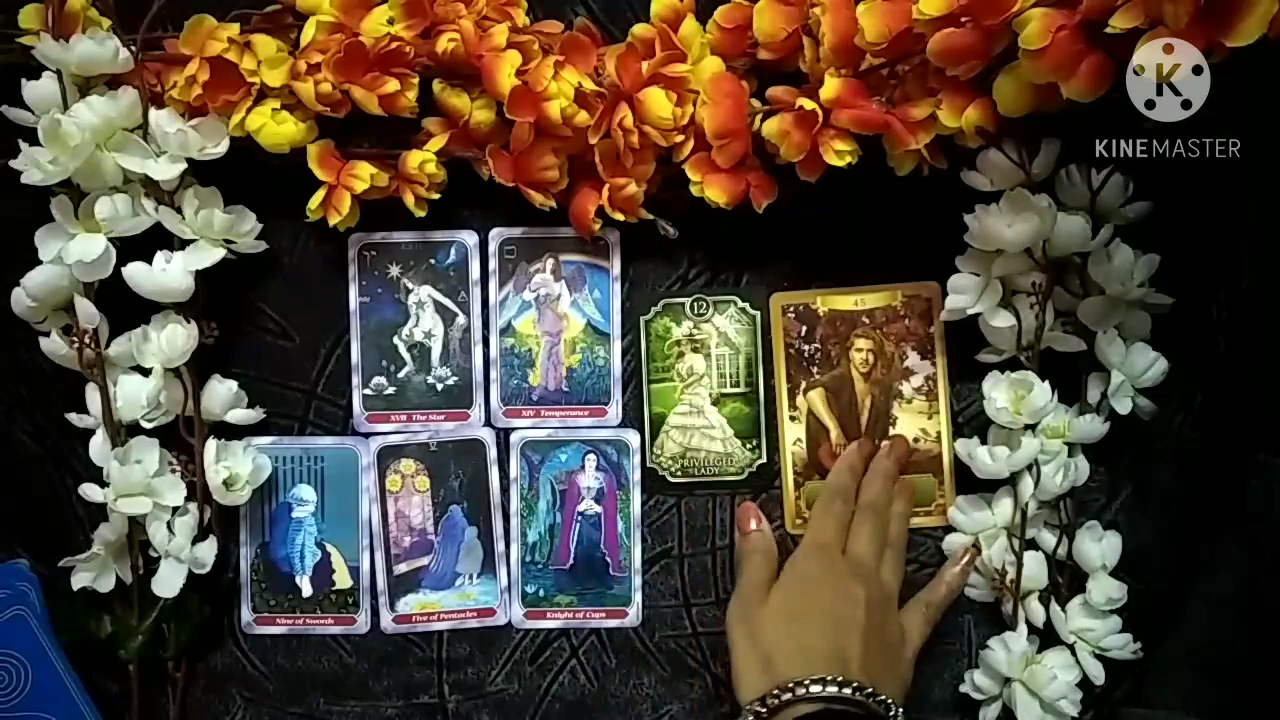 K
KINEMASTER
XVII The Star
XIV Temperance
12
PRIVILEGED
LADY
45
V
Nine of Swords
Five of Pentacles
Knight of Cups